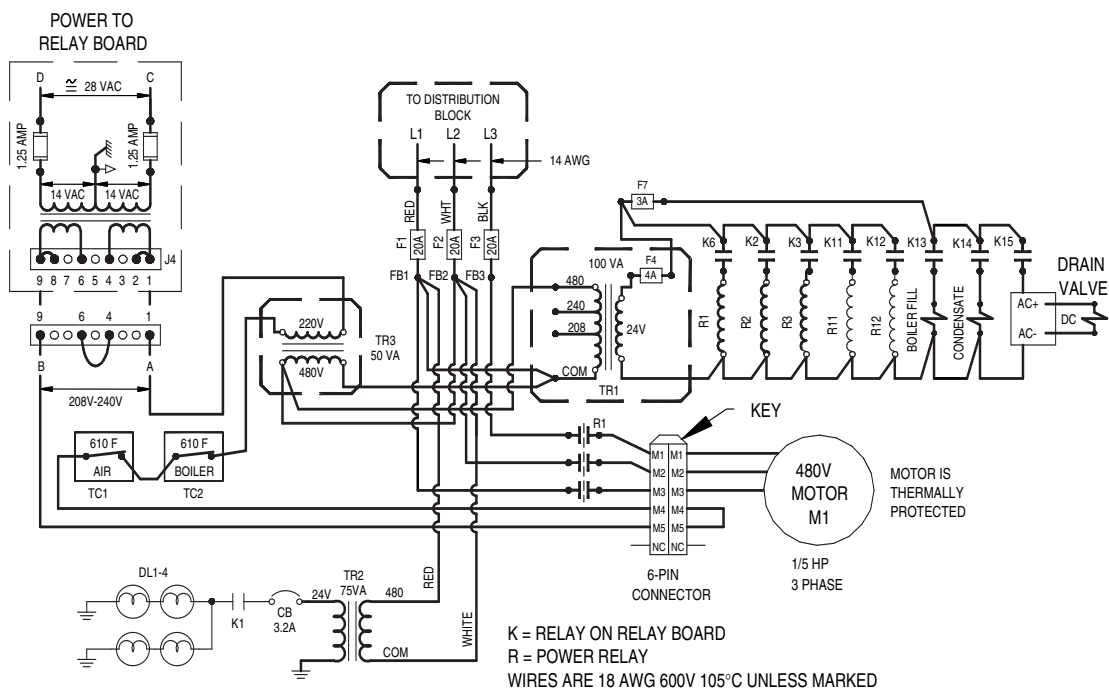 POWER TO
RELAY BOARD
D
≅ 28 VAC
C
1.25 AMP
1.25 AMP
14 VAC
14 VAC
J4
9 8 7 6 5 4 3 2 1
9
6
4
1
B
A
208V-240V
610 F
AIR
TC1
610 F
BOILER
TC2
TO DISTRIBUTION
BLOCK
L1
L2
L3
14 AWG
RED
WHT
BLK
F1
20A
F2
20A
F3
20A
FB1
FB2
FB3
220V
480V
TR3
50 VA
100 VA
480
240
208
COM
24V
TR1
F4
4A
F7
3A
K6
K2
K3
K11
K12
K13
K14
K15
R1
R2
R3
R11
R12
BOILER FILL
CONDENSATE
DRAIN
VALVE
AC+
AC-
DC
KEY
R1
M1 M1
M2 M2
M3 M3
M4 M4
M5 M5
NC NC
6-PIN
CONNECTOR
480V
MOTOR
M1
MOTOR IS
THERMALLY
PROTECTED
1/5 HP
3 PHASE
DL1-4
K1
CB
3.2A
24V
TR2
75VA
480
COM
RED
WHITE
K = RELAY ON RELAY BOARD
R = POWER RELAY
WIRES ARE 18 AWG 600V 105°C UNLESS MARKED